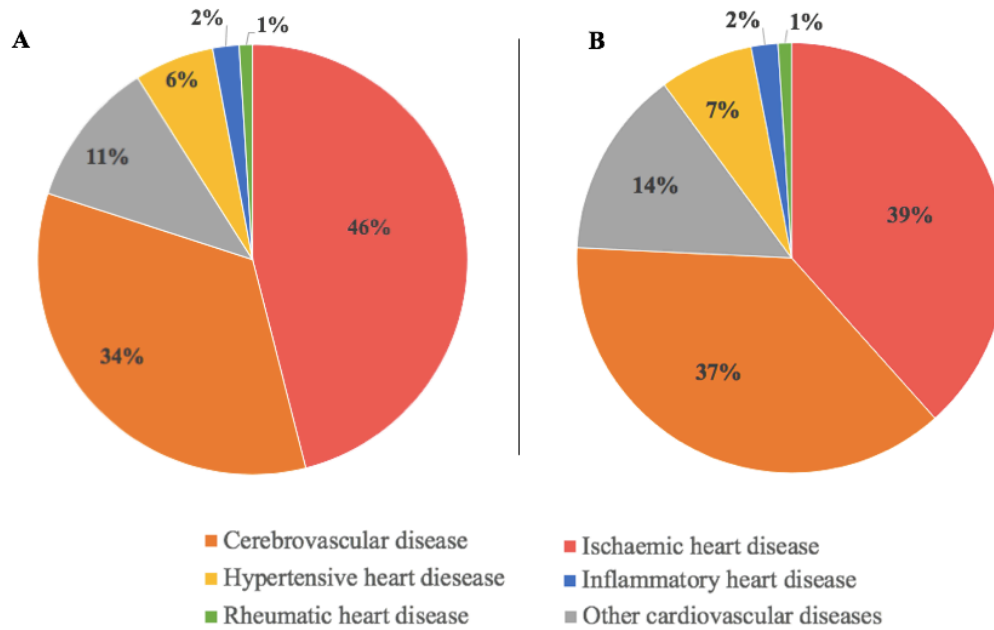 A
2%
1%
6%
11%
46%
34%
B
2%
1%
7%
14%
39%
37%
Cerebrovascular disease
Ischaemic heart disease
Hypertensive heart diesease
Inflammatory heart disease
Rheumatic heart disease
Other cardiovascular diseases